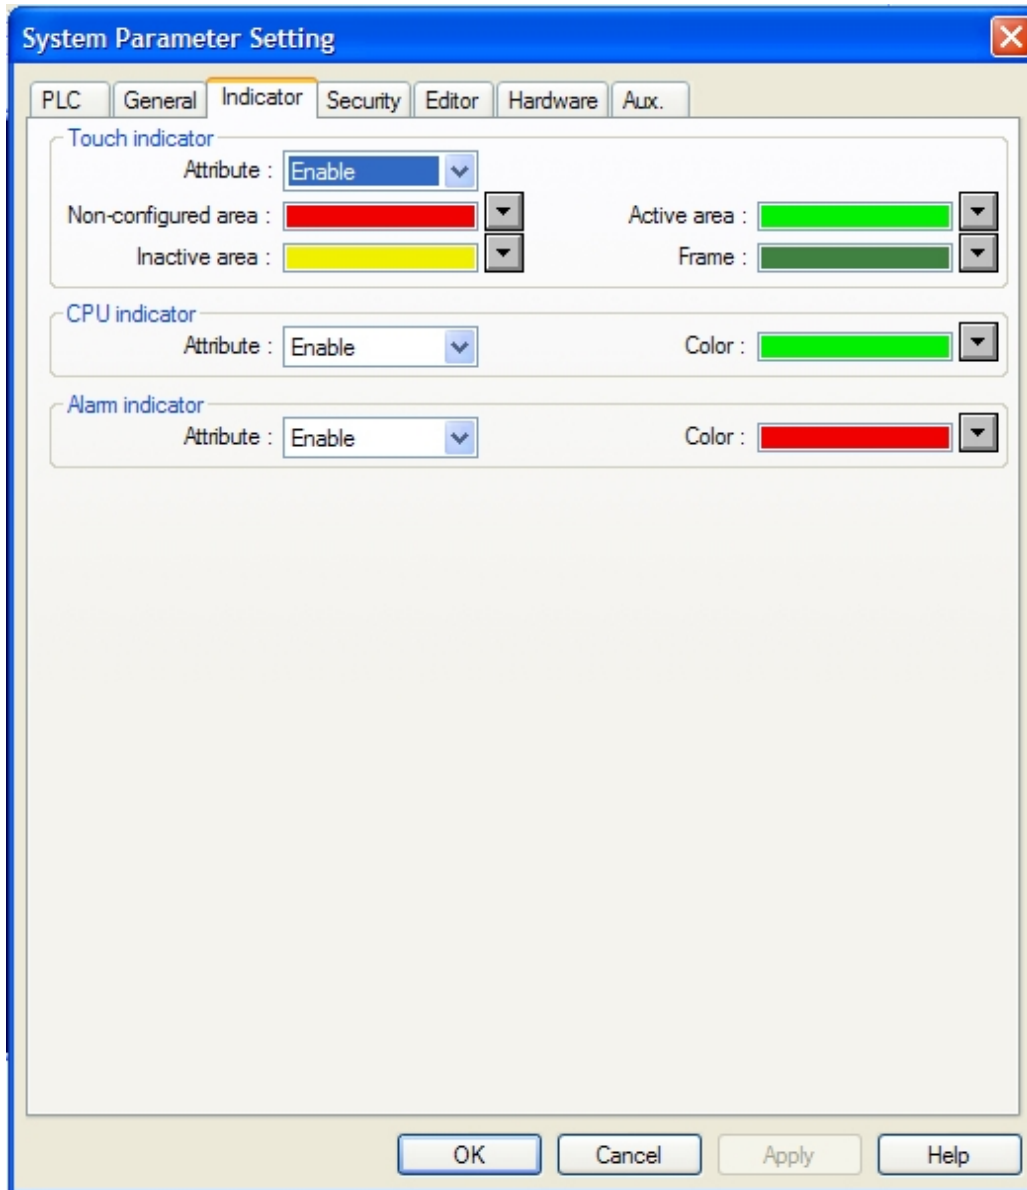 System Parameter Setting
PLC General Indicator Security Editor Hardware Aux.
Touch indicator
Attribute : Enable
Non-configured area : Active area :
Inactive area : Frame :
CPU indicator
Attribute : Enable Color :
Alarm indicator
Attribute : Enable Color :
OK Cancel Apply Help